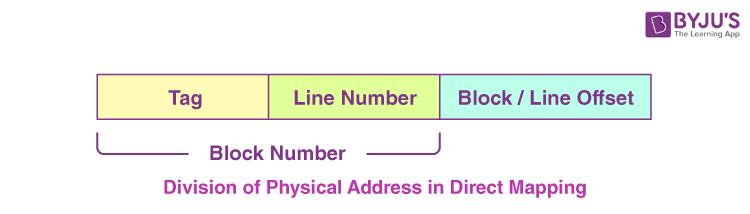 BYJU'S
The Learning App
Tag
Line Number
Block / Line Offset
Block Number
Division of Physical Address in Direct Mapping